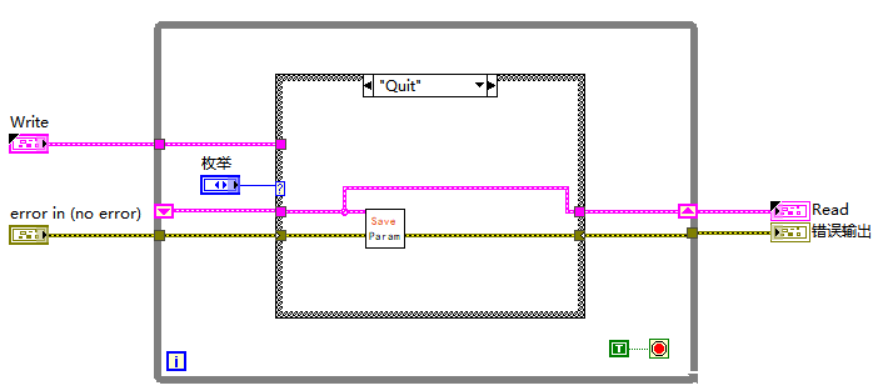 "Quit"
Write
枚举
error in (no error)
Save
Param
Read
错误输出
?
i
T